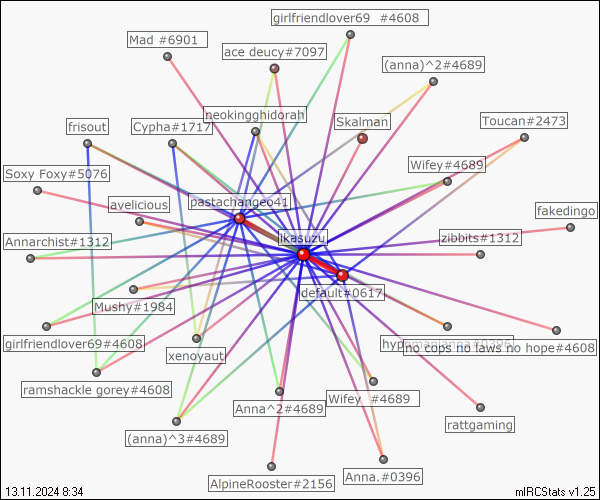 girlfriendlover69 #4608
Mad #6901
ace deucy#7097
(anna)^2#4689
neokingghidorah
Skalman
Toucan#2473
frisout
Cypha#1717
Wifey#4689
Soxy Foxy#5076
avelicious
pastachangeo41
fakedingo
Annarchist#1312
likasuzu
zibbits#1312
Mushy#1984
default#0617
girlfriendlover69#4608
xenoyaut
no cops no laws no hope#4608
ramshackle gorey#4608
Anna^2#4689
Wifey #4689
rattgaming
(anna)^3#4689
AlpineRooster#2156
Anna.#0396
13.11.2024 8:34
mIRCStats v1.25